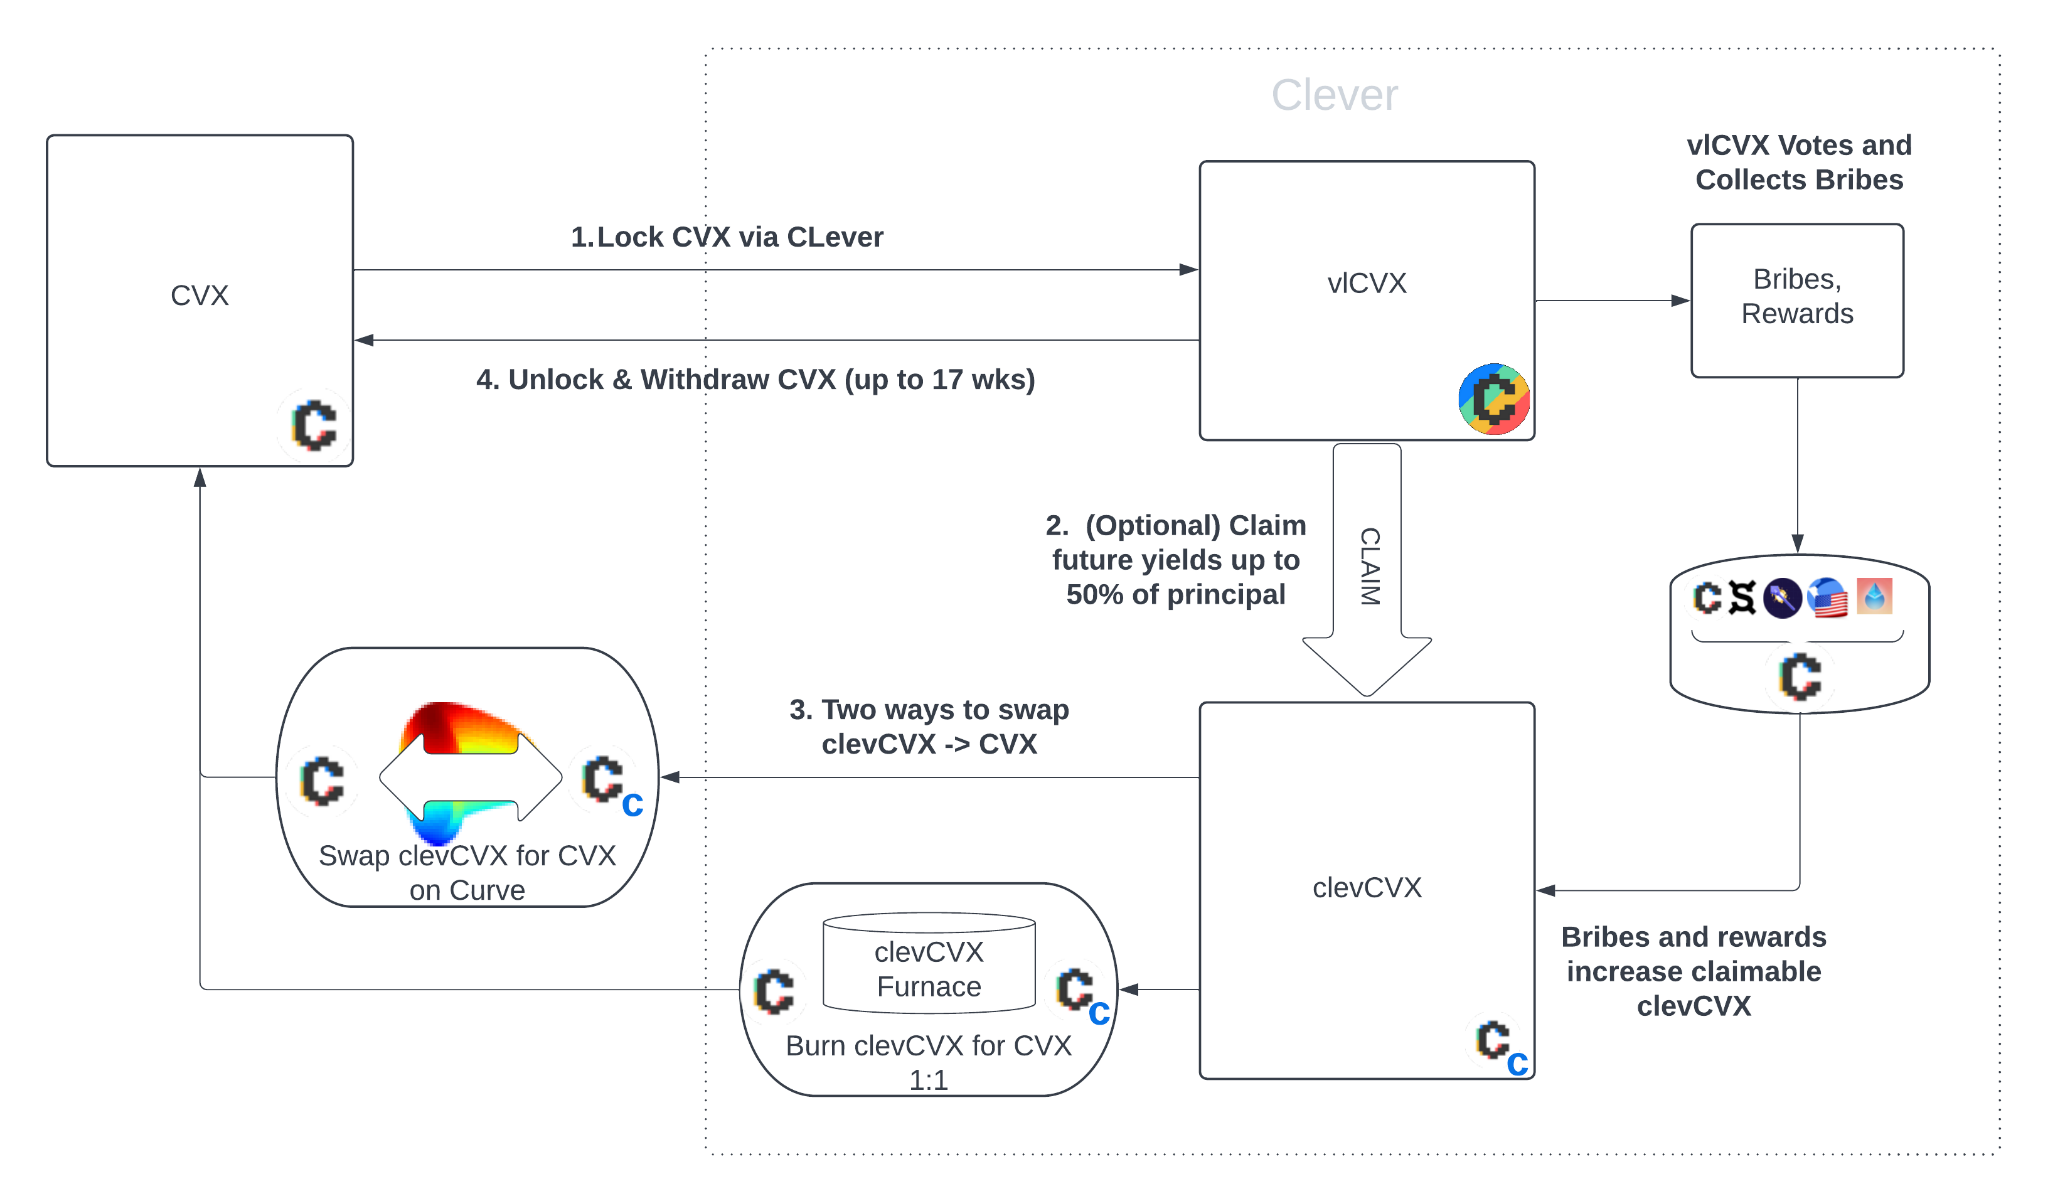 Clever
vlCVX Votes and
Collects Bribes
1.Lock CVX via CLever
CVX
vlCVX
Bribes,
Rewards
4. Unlock & Withdraw CVX (up to 17 wks)
2.  (Optional) Claim
future yields up to
50% of principal
CLAIM
3. Two ways to swap
clevCVX -> CVX
c
Swap clevCVX for CVX
on Curve
clevCVX
Bribes and rewards
increase claimable
clevCVX
clevCVX
Furnace
c
Burn clevCVX for CVX
1:1
c